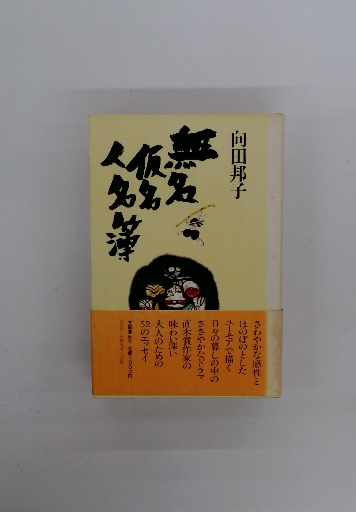 向田邦子
無名
仮名
人名簿
さわやかな感性と
ほのぼのとした
ユーモアで描く
日々の暮しの中の
ささやかなドラマ
直木賞作家の
味わい深い
大人のための
52のエッセイ